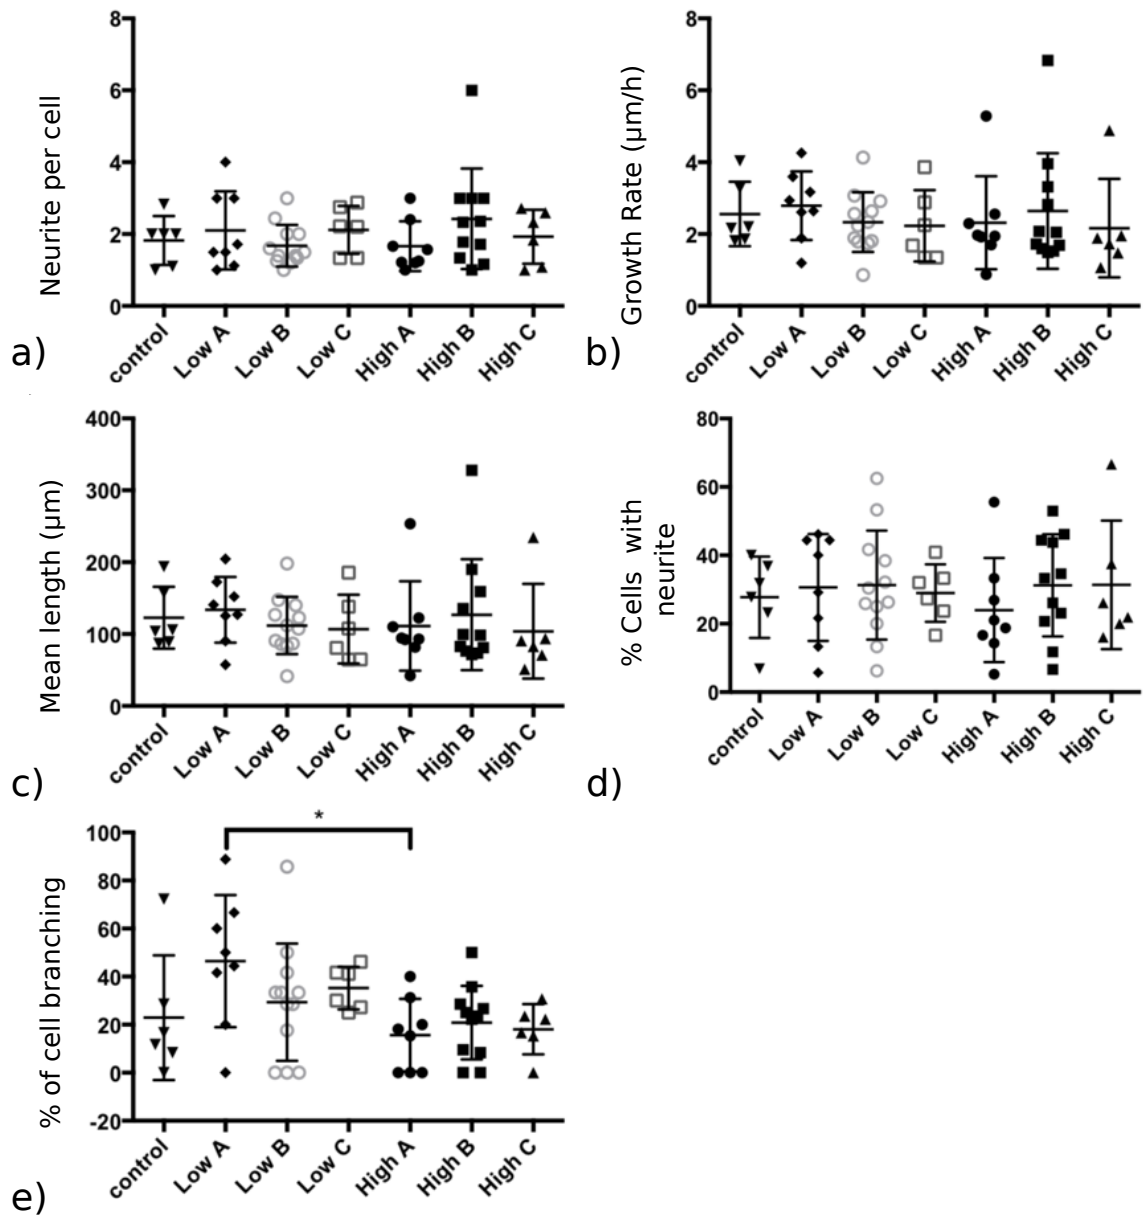 8
6
4
2
0
Neurite per cell
control
Low A
Low B
Low C
High A
High B
High C
a)
8
6
4
2
0
Growth Rate (µm/h)
control
Low A
Low B
Low C
High A
High B
High C
b)
400
300
200
100
0
Mean length (µm)
control
Low A
Low B
Low C
High A
High B
High C
c)
80
60
40
20
0
% Cells with
neurite
control
Low A
Low B
Low C
High A
High B
High C
d)
*
100
80
60
40
20
0
-20
% of cell branching
control
Low A
Low B
Low C
High A
High B
High C
e)